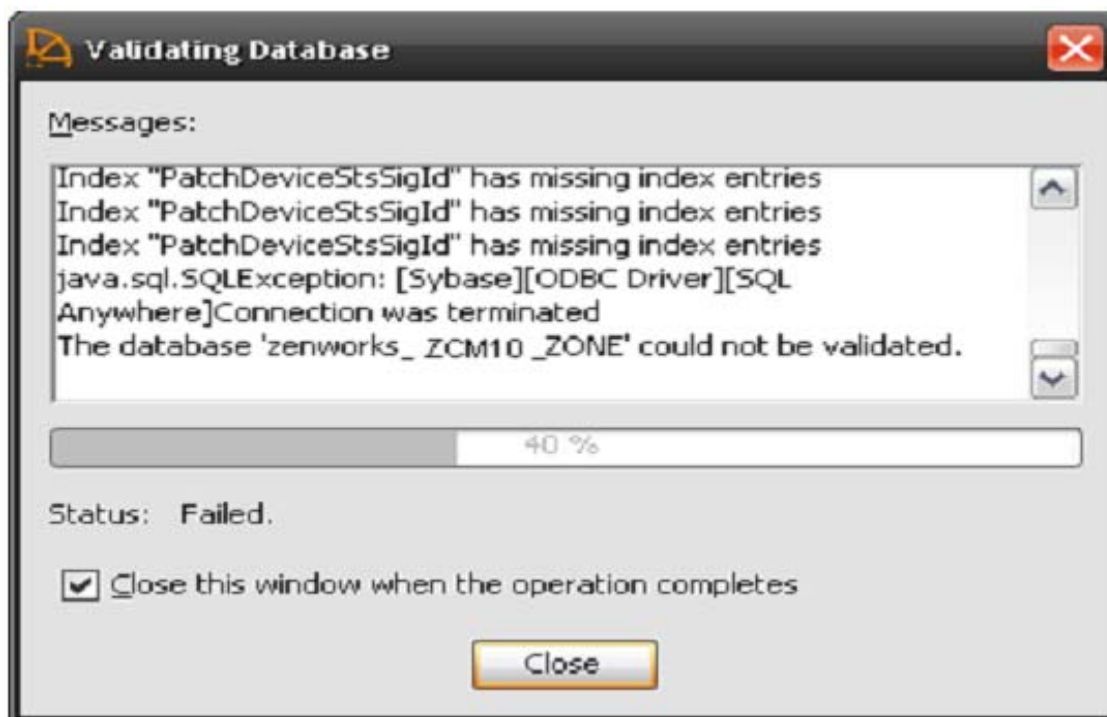 Validating Database
Messages:
Index "PatchDeviceStsSigId" has missing index entries
Index "PatchDeviceStsSigId" has missing index entries
Index "PatchDeviceStsSigId" has missing index entries
java.sql.SQLException: [Sybase][ODBC Driver][SQL
Anywhere]Connection was terminated
The database 'zenworks_ ZCM10 _ZONE' could not be validated.
40 %
Status: Failed.
Close this window when the operation completes
Close